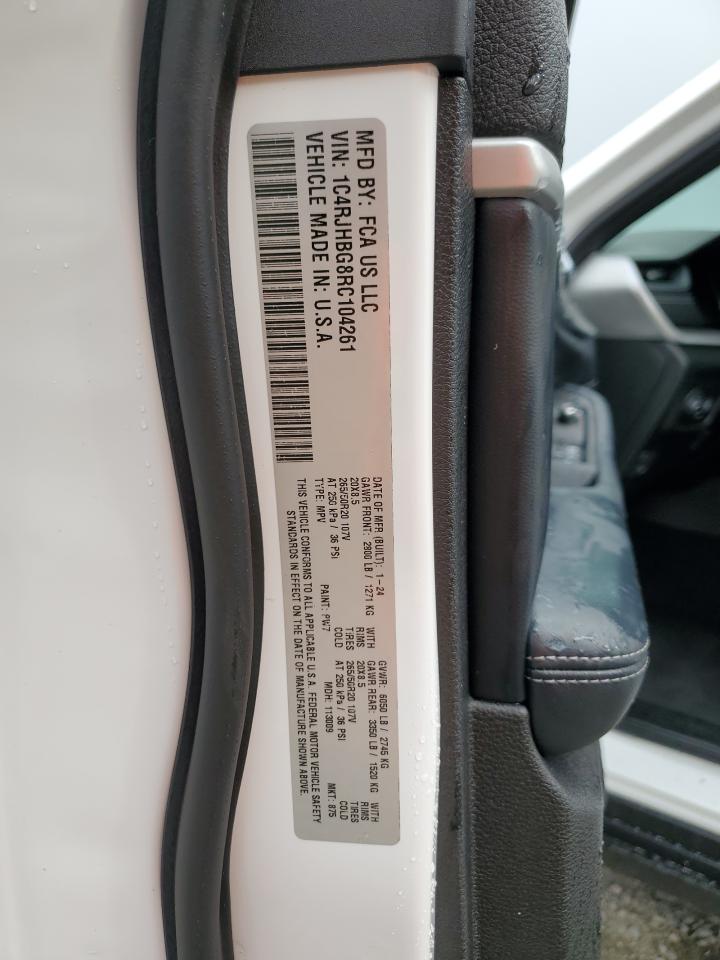 MFD BY: FCA US LLC
VIN: 1C4RJHBG8RC104261
VEHICLE MADE IN: U.S.A.
DATE OF MFR (BUILT): 1-24 GVWR: 6050 LB / 2745 KG
GAWR FRONT: 2800 LB / 1271 KG WITH GAWR REAR: 3350 LB / 1520 KG WITH
20X8.5 RIMS 20X8.5 RIMS
265/50R20 107V TIRES 265/50R20 107V TIRES
AT 250 kPa / 36 PSI COLD AT 250 kPa / 36 PSI COLD
TYPE: MPV PAINT: PW7 MDH: 113009 MKT: 875
THIS VEHICLE CONFORMS TO ALL APPLICABLE U.S.A. FEDERAL MOTOR VEHICLE SAFETY
STANDARDS IN EFFECT ON THE DATE OF MANUFACTURE SHOWN ABOVE.